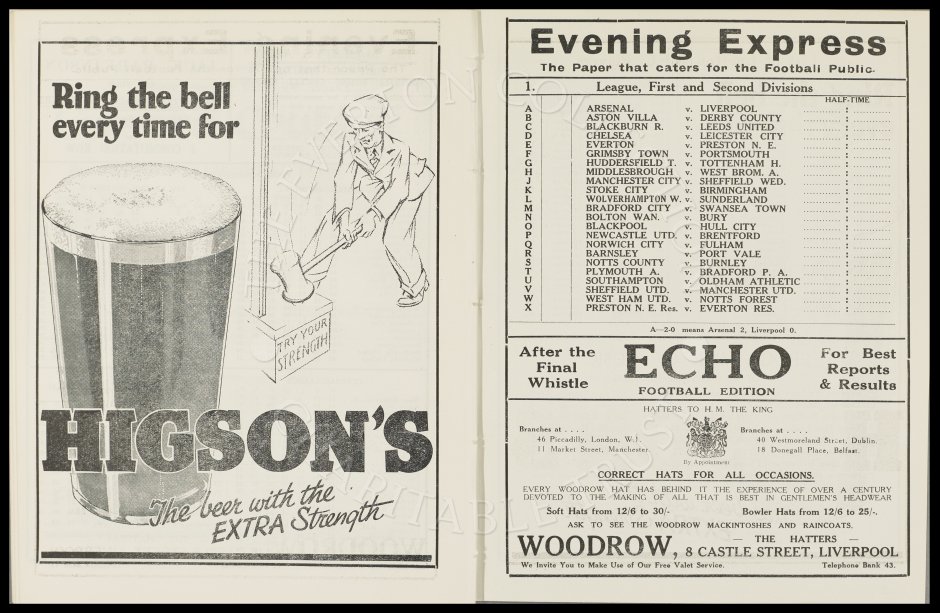 Ring the bell
every time for
TRY YOUR
STRENGTH
HIGSON'S
The beer with the
EXTRA Strength
Evening Express
The Paper that caters for the Football Public.
1. League, First and Second Divisions
HALF-TIME
A ARSENAL v. LIVERPOOL :
B ASTON VILLA v. DERBY COUNTY :
C BLACKBURN R. v. LEEDS UNITED :
D CHELSEA v. LEICESTER CITY :
E EVERTON v. PRESTON N. E. :
F GRIMSBY TOWN v. PORTSMOUTH :
G HUDDERSFIELD T. v. TOTTENHAM H. :
H MIDDLESBROUGH v. WEST BROM. A. :
J MANCHESTER CITY v. SHEFFIELD WED. :
K STOKE CITY v. BIRMINGHAM :
L WOLVERHAMPTON W. v. SUNDERLAND :
M BRADFORD CITY v. SWANSEA TOWN :
N BOLTON WAN. v. BURY :
O BLACKPOOL v. HULL CITY :
P NEWCASTLE UTD. v. BRENTFORD :
Q NORWICH CITY v. FULHAM :
R BARNSLEY v. PORT VALE :
S NOTTS COUNTY v. BURNLEY :
T PLYMOUTH A. v. BRADFORD P. A. :
U SOUTHAMPTON v. OLDHAM ATHLETIC :
V SHEFFIELD UTD. v. MANCHESTER UTD. :
W WEST HAM UTD. v. NOTTS FOREST :
X PRESTON N. E. Res. v. EVERTON RES. :
A—2-0 means Arsenal 2, Liverpool 0.
After the
Final
Whistle
ECHO
FOOTBALL EDITION
For Best
Reports
& Results
HATTERS TO H. M. THE KING
Branches at ....
46 Piccadilly, London, W.1.
11 Market Street, Manchester.
Branches at ....
40 Westmoreland Street, Dublin.
18 Donegall Place, Belfast.
By Appointment
CORRECT HATS FOR ALL OCCASIONS.
EVERY WOODROW HAT HAS BEHIND IT THE EXPERIENCE OF OVER A CENTURY
DEVOTED TO THE MAKING OF ALL THAT IS BEST IN GENTLEMEN'S HEADWEAR
Soft Hats from 12/6 to 30/- Bowler Hats from 12/6 to 25/-.
ASK TO SEE THE WOODROW MACKINTOSHES AND RAINCOATS.
WOODROW, — THE HATTERS —
8 CASTLE STREET, LIVERPOOL
We Invite You to Make Use of Our Free Valet Service. Telephone Bank 43.